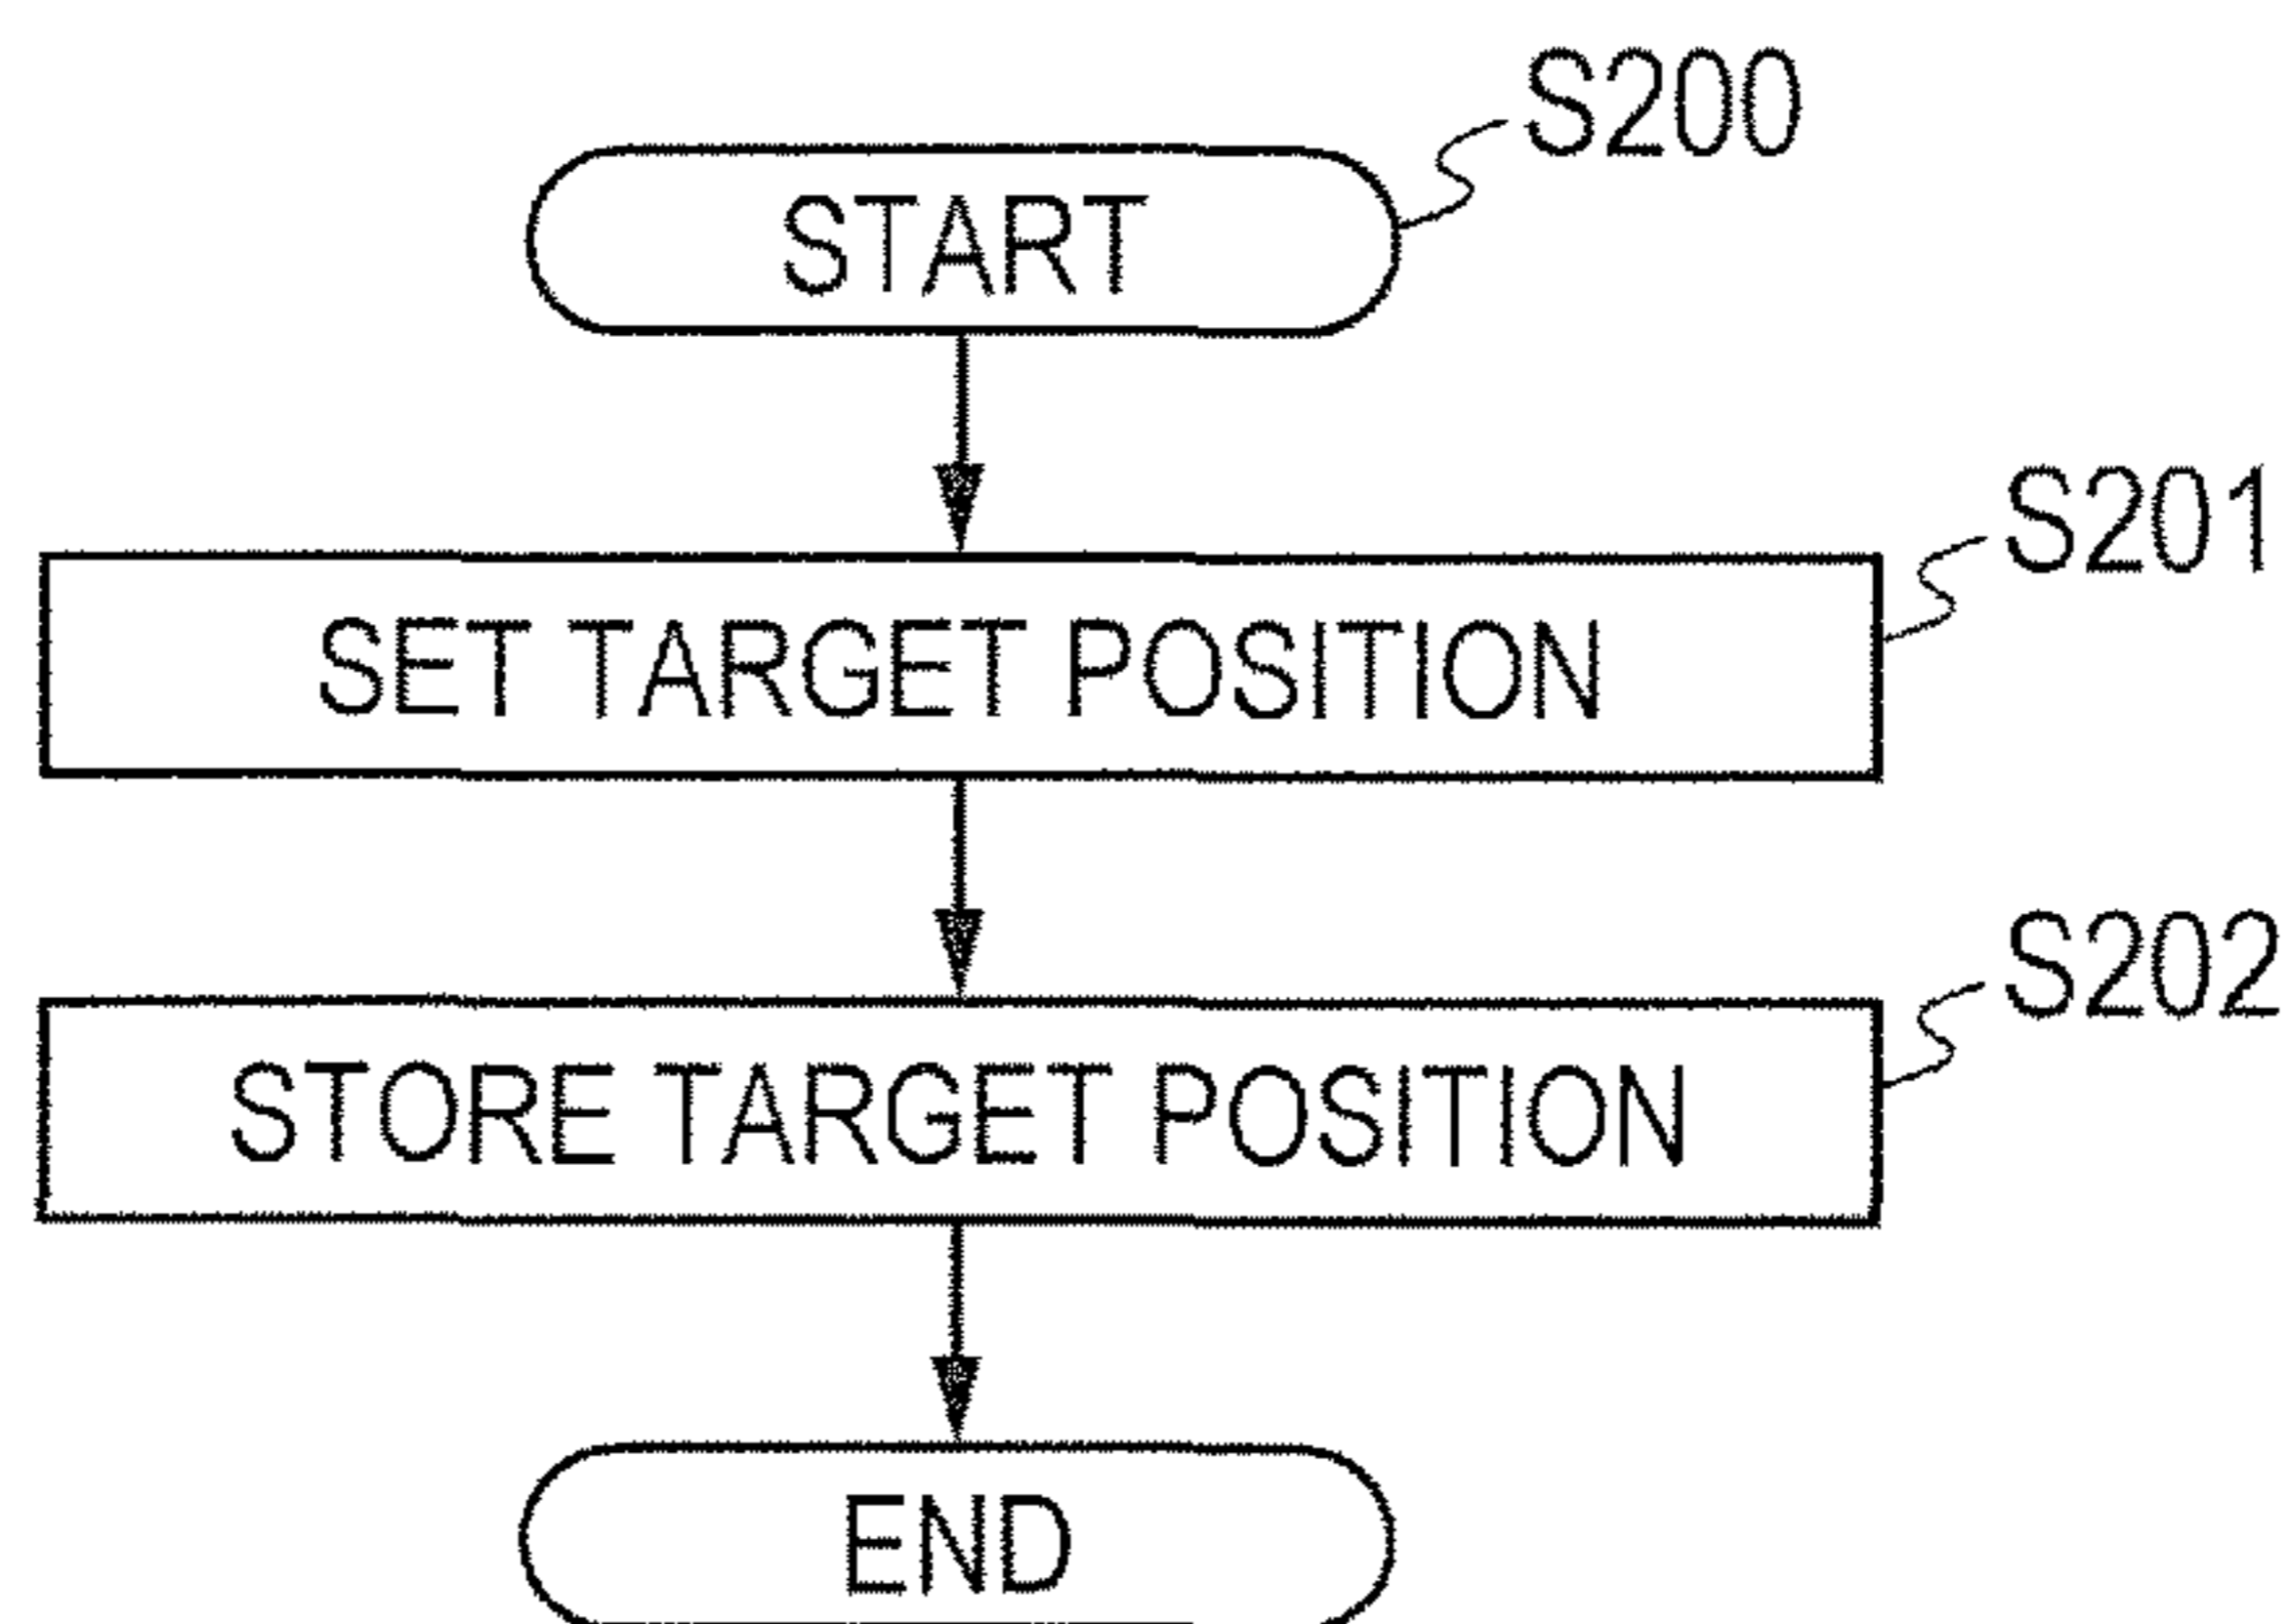 S200
START
S201
SET TARGET POSITION
S202
STORE TARGET POSITION
END